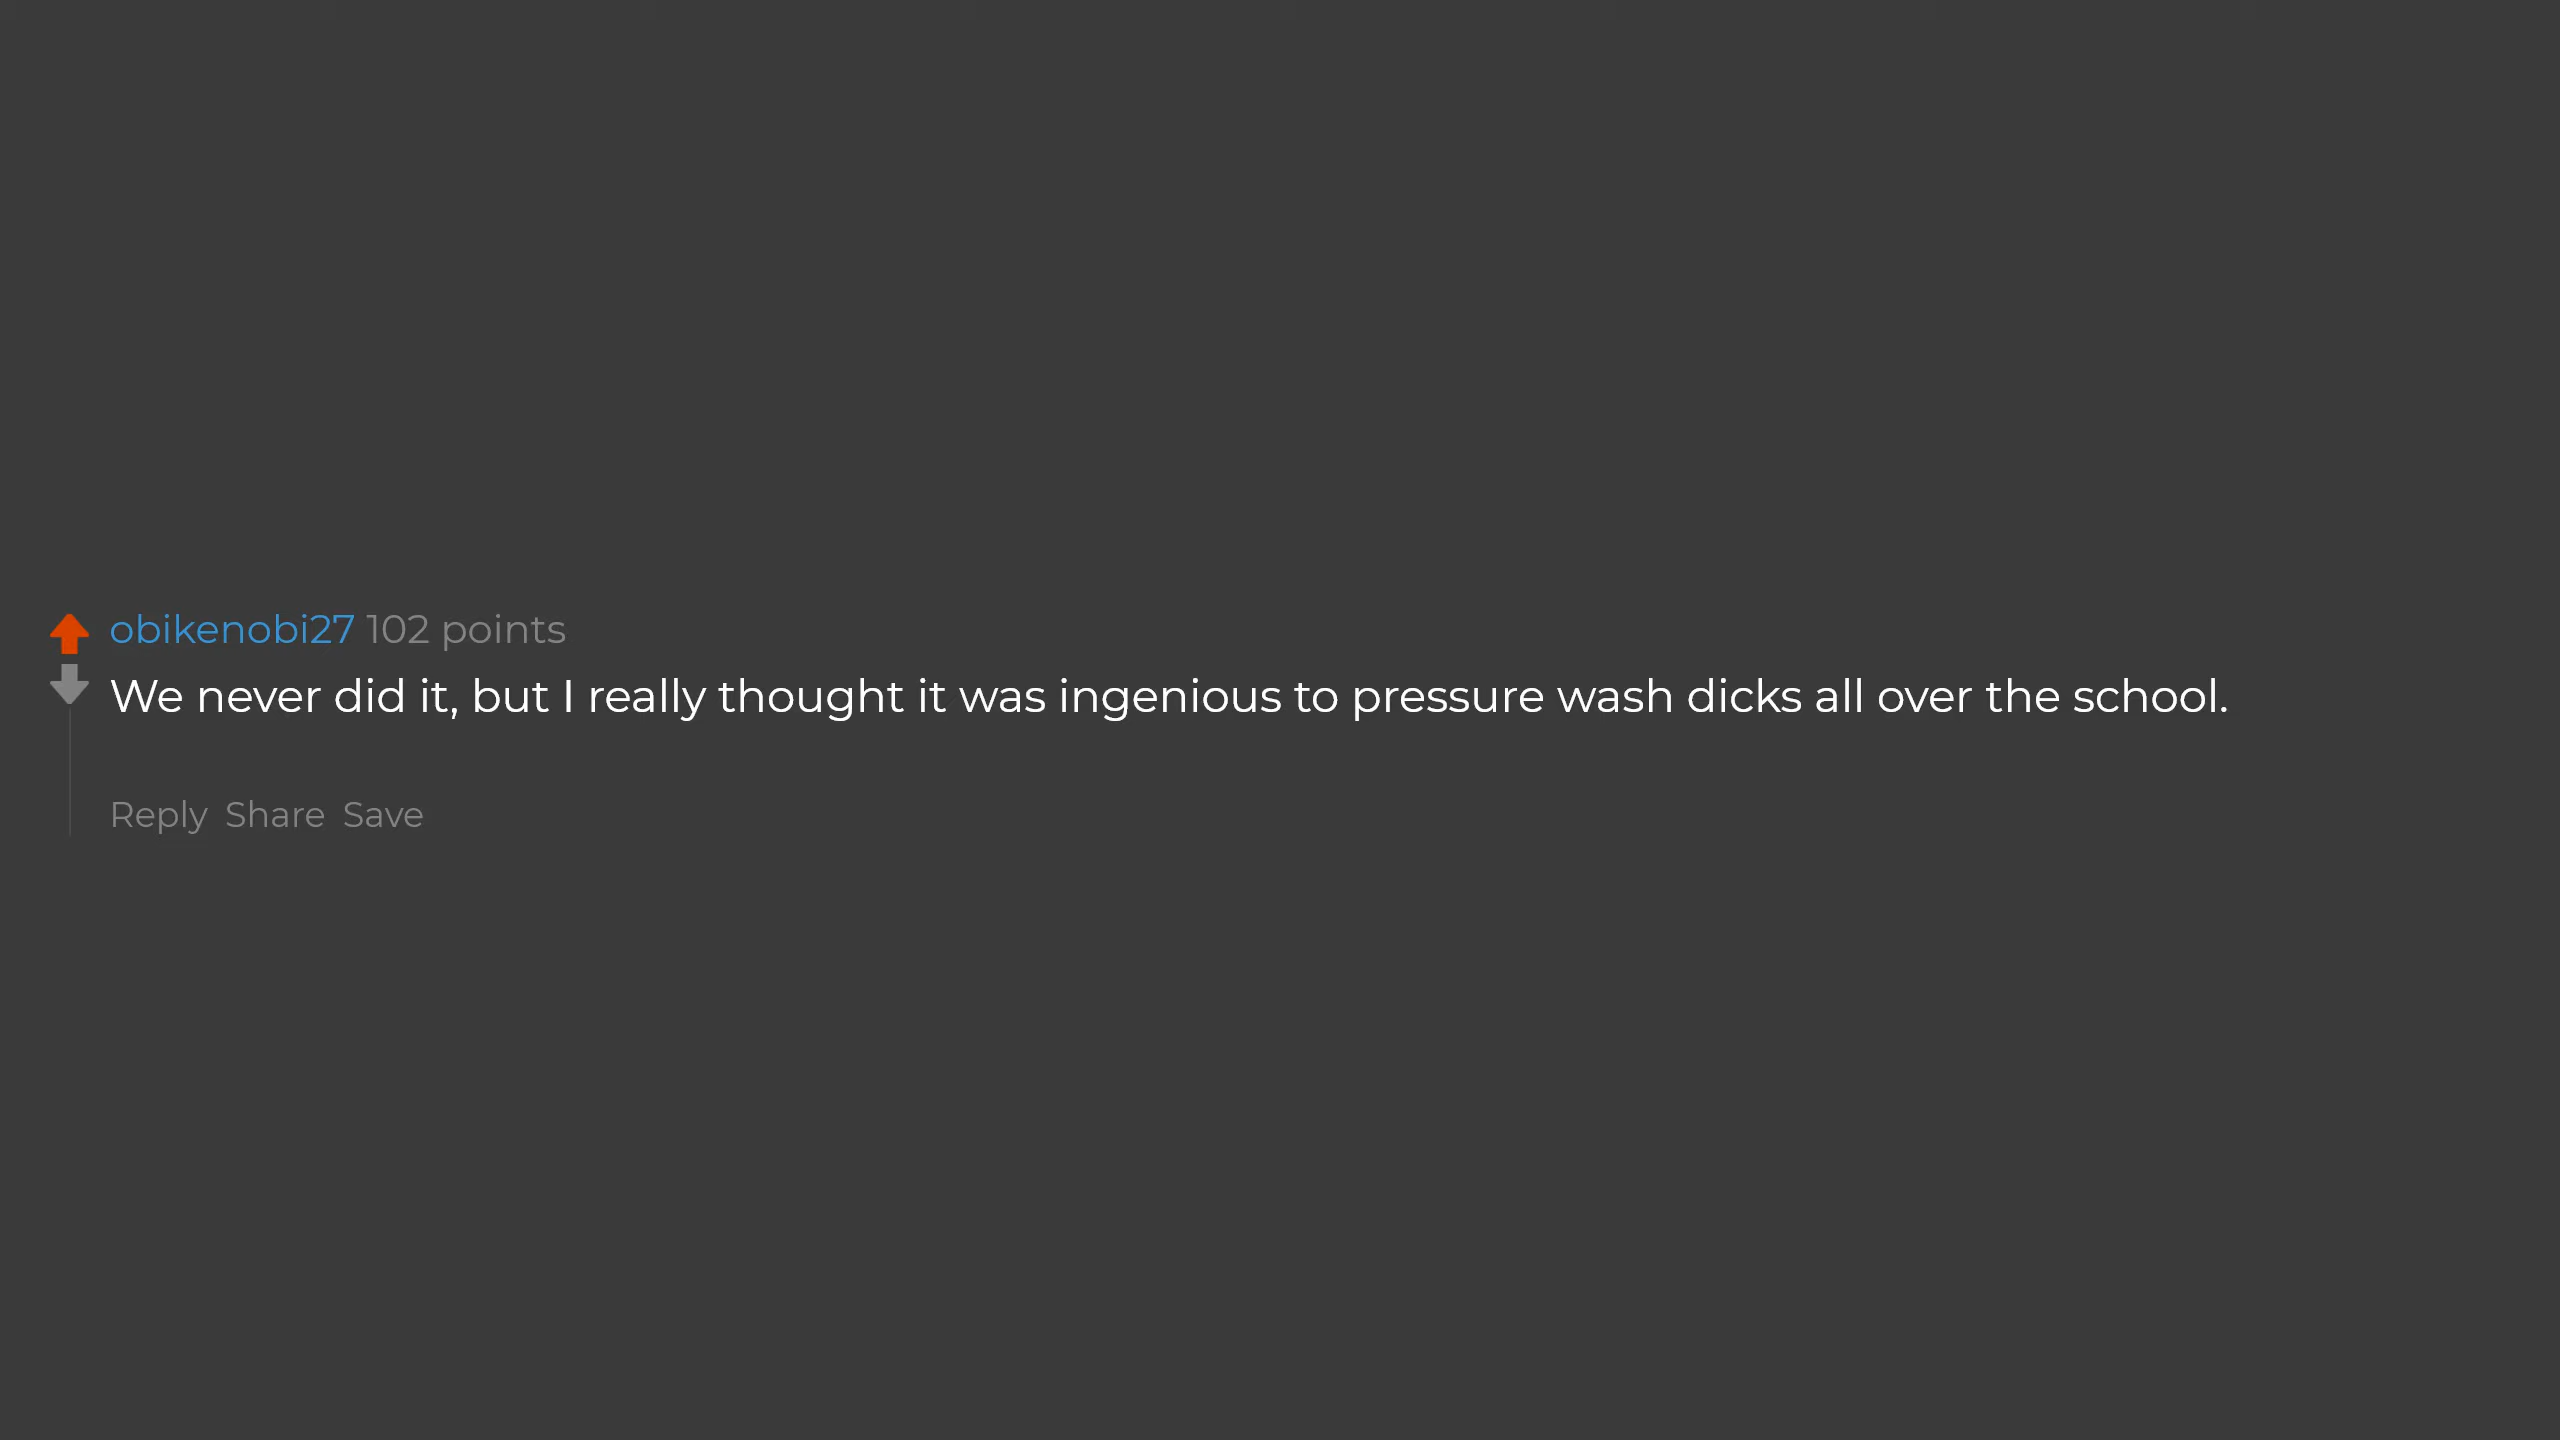 obikenobi27 102 points
We never did it, but I really thought it was ingenious to pressure wash dicks all over the school.
Reply Share Save